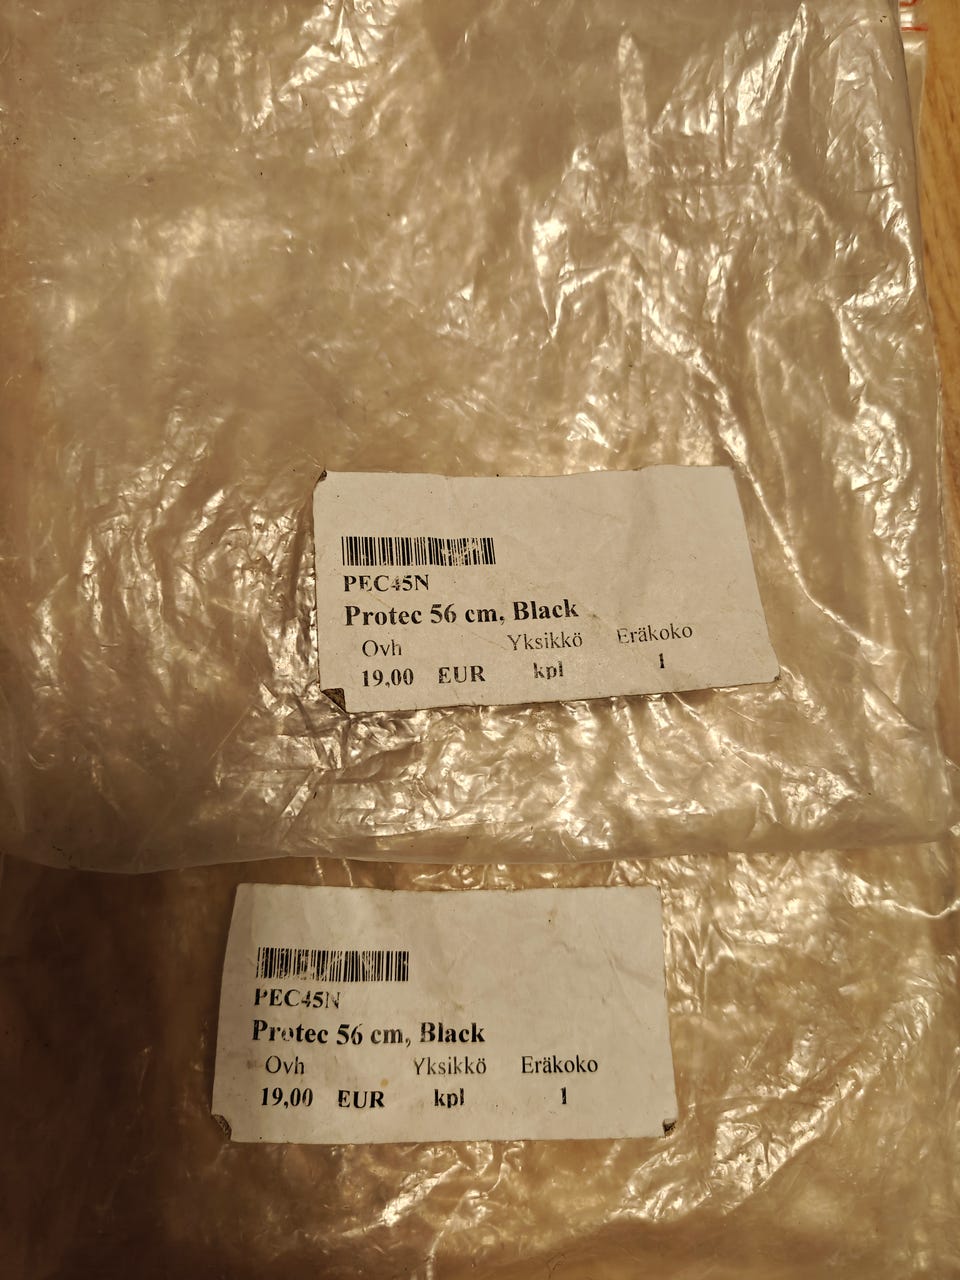 PEC45N
Protec 56 cm, Black
Ovh Yksikkö Eräkoko
19,00 EUR kpl 1
PEC45N
Protec 56 cm, Black
Ovh Yksikkö Eräkoko
19,00 EUR kpl 1